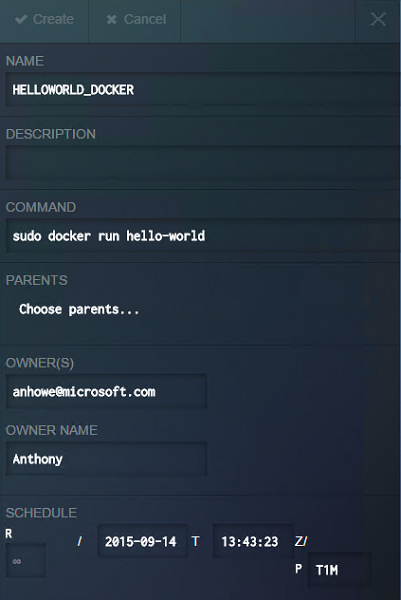 Create Cancel
NAME
HELLOWORLD_DOCKER
DESCRIPTION
COMMAND
sudo docker run hello-world
PARENTS
Choose parents...
OWNER(S)
anhowe@microsoft.com
OWNER NAME
Anthony
SCHEDULE
R
∞ / 2015-09-14 T 13:43:23 Z/
P T1M